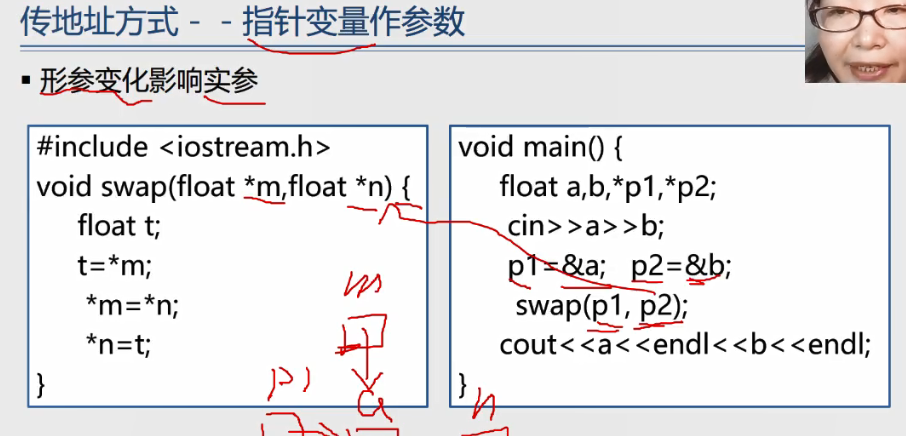 传地址方式－－指针变量作参数
▪ 形参变化影响实参
#include <iostream.h>
void swap(float *m,float *n) {
float t;
t=*m;
*m=*n;
*n=t;
}
void main() {
float a,b,*p1,*p2;
cin>>a>>b;
p1=&a; p2=&b;
swap(p1, p2);
cout<<a<<endl<<b<<endl;
}
m
p1
a
n